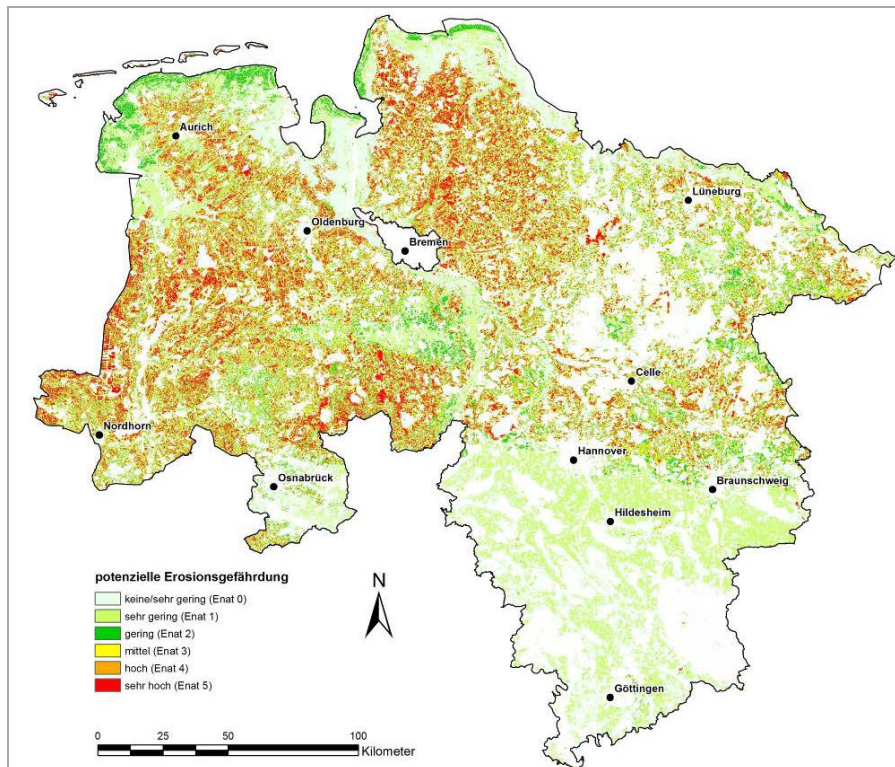 Aurich
Lüneburg
Oldenburg
Bremen
Celle
Nordhorn
Hannover
Osnabrück
Braunschweig
Hildesheim
potenzielle Erosionsgefährdung
keine/sehr gering (Enat 0)
sehr gering (Enat 1)
gering (Enat 2)
mittel (Enat 3)
hoch (Enat 4)
sehr hoch (Enat 5)
N
Göttingen
0 25 50 100
Kilometer